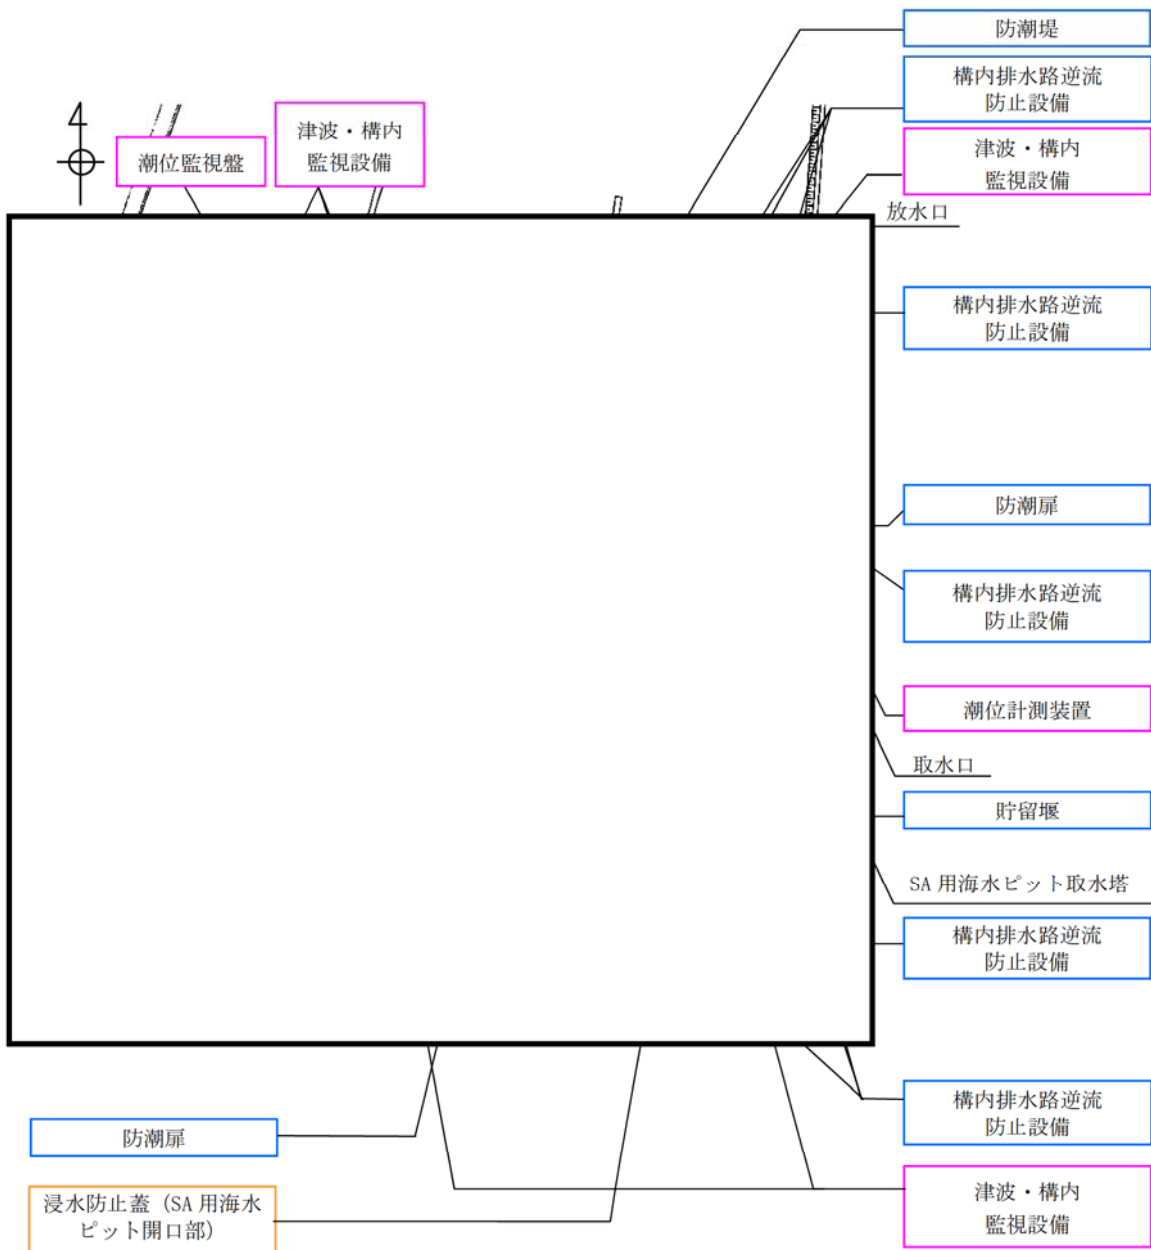 防潮堤
構内排水路逆流
防止設備
津波・構内
監視設備
潮位監視盤
津波・構内
監視設備
放水口
構内排水路逆流
防止設備
防潮扉
構内排水路逆流
防止設備
潮位計測装置
取水口
貯留堰
SA 用海水ピット取水塔
構内排水路逆流
防止設備
構内排水路逆流
防止設備
防潮扉
津波・構内
監視設備
浸水防止蓋（SA 用海水
ピット開口部）